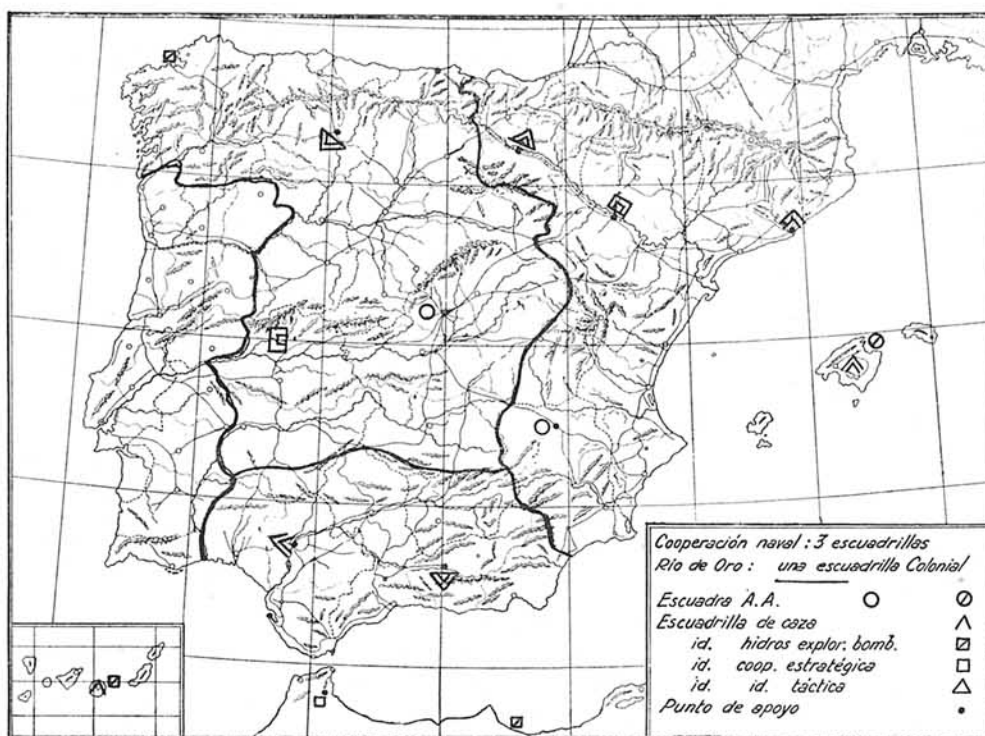 Cooperación naval : 3 escuadrillas
Río de Oro : una escuadrilla Colonial
Escuadra A.A.
Escuadrilla de caza
id. hidros explor. bomb.
id. coop. estratégica
id. id. táctica
Punto de apoyo